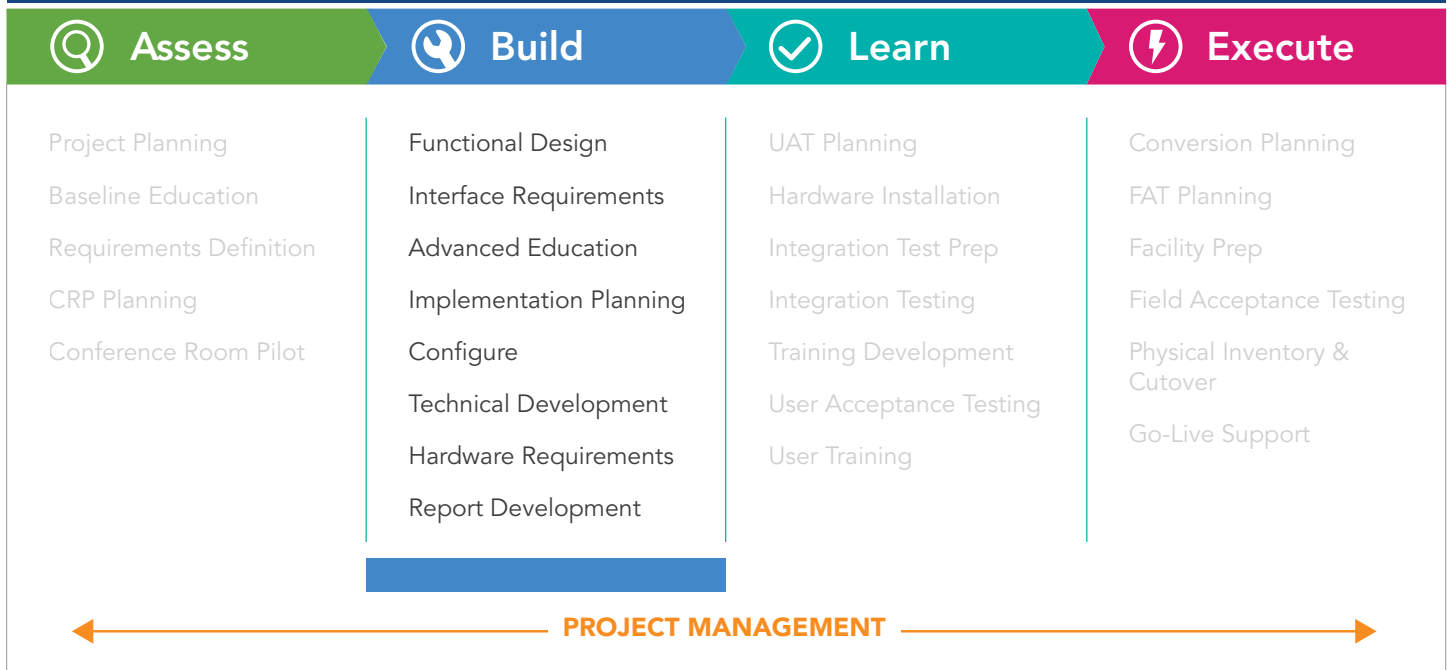 Assess
Build
Learn
Execute
Project Planning
Baseline Education
Requirements Definition
CRP Planning
Conference Room Pilot
Functional Design
Interface Requirements
Advanced Education
Implementation Planning
Configure
Technical Development
Hardware Requirements
Report Development
UAT Planning
Hardware Installation
Integration Test Prep
Integration Testing
Training Development
User Acceptance Testing
User Training
Conversion Planning
FAT Planning
Facility Prep
Field Acceptance Testing
Physical Inventory &
Cutover
Go-Live Support
PROJECT MANAGEMENT